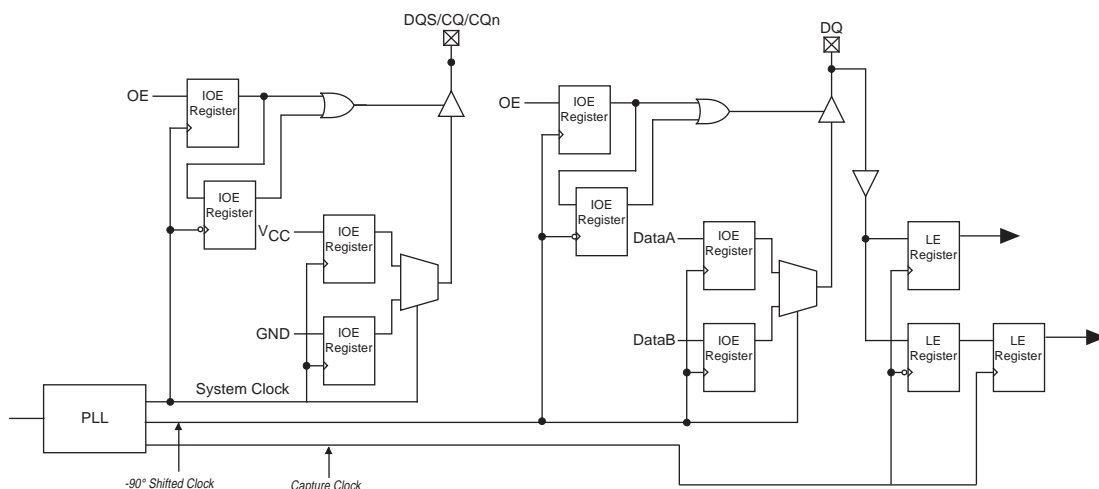 DQS/CQ/CQn
DQ
OE
IOE
Register
OE
IOE
Register
IOE
Register
IOE
Register
VCC
IOE
Register
DataA
IOE
Register
LE
Register
GND
IOE
Register
DataB
IOE
Register
LE
Register
LE
Register
System Clock
PLL
-90° Shifted Clock
Capture Clock